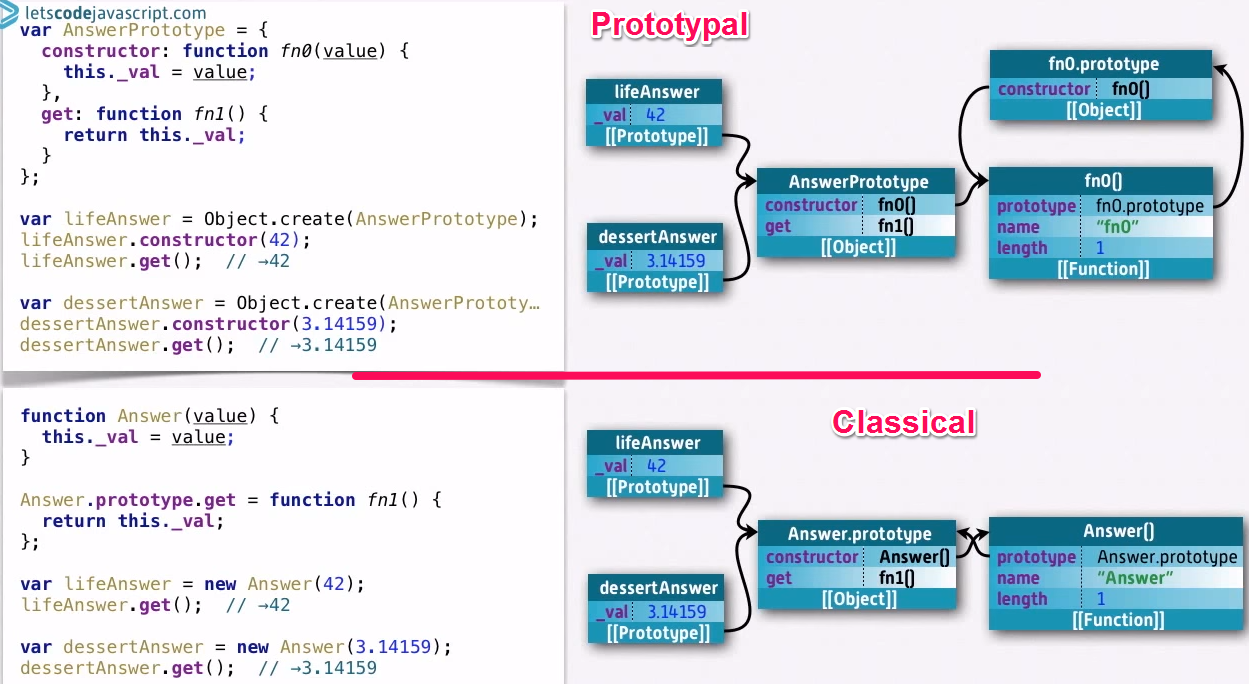 letscodejavascript.com
var AnswerPrototype = {
  constructor: function fn0(value) {
    this._val = value;
  },
  get: function fn1() {
    return this._val;
  }
};
var lifeAnswer = Object.create(AnswerPrototype);
lifeAnswer.constructor(42);
lifeAnswer.get();  // →42
var dessertAnswer = Object.create(AnswerPrototy…
dessertAnswer.constructor(3.14159);
dessertAnswer.get();  // →3.14159
Prototypal
lifeAnswer
_val 42
[[Prototype]]
dessertAnswer
_val 3.14159
[[Prototype]]
AnswerPrototype
constructor fn0()
get fn1()
[[Object]]
fn0.prototype
constructor fn0()
[[Object]]
fn0()
prototype fn0.prototype
name "fn0"
length 1
[[Function]]
function Answer(value) {
  this._val = value;
}
Answer.prototype.get = function fn1() {
  return this._val;
};
var lifeAnswer = new Answer(42);
lifeAnswer.get();  // →42
var dessertAnswer = new Answer(3.14159);
dessertAnswer.get();  // →3.14159
Classical
lifeAnswer
_val 42
[[Prototype]]
dessertAnswer
_val 3.14159
[[Prototype]]
Answer.prototype
constructor Answer()
get fn1()
[[Object]]
Answer()
prototype Answer.prototype
name "Answer"
length 1
[[Function]]